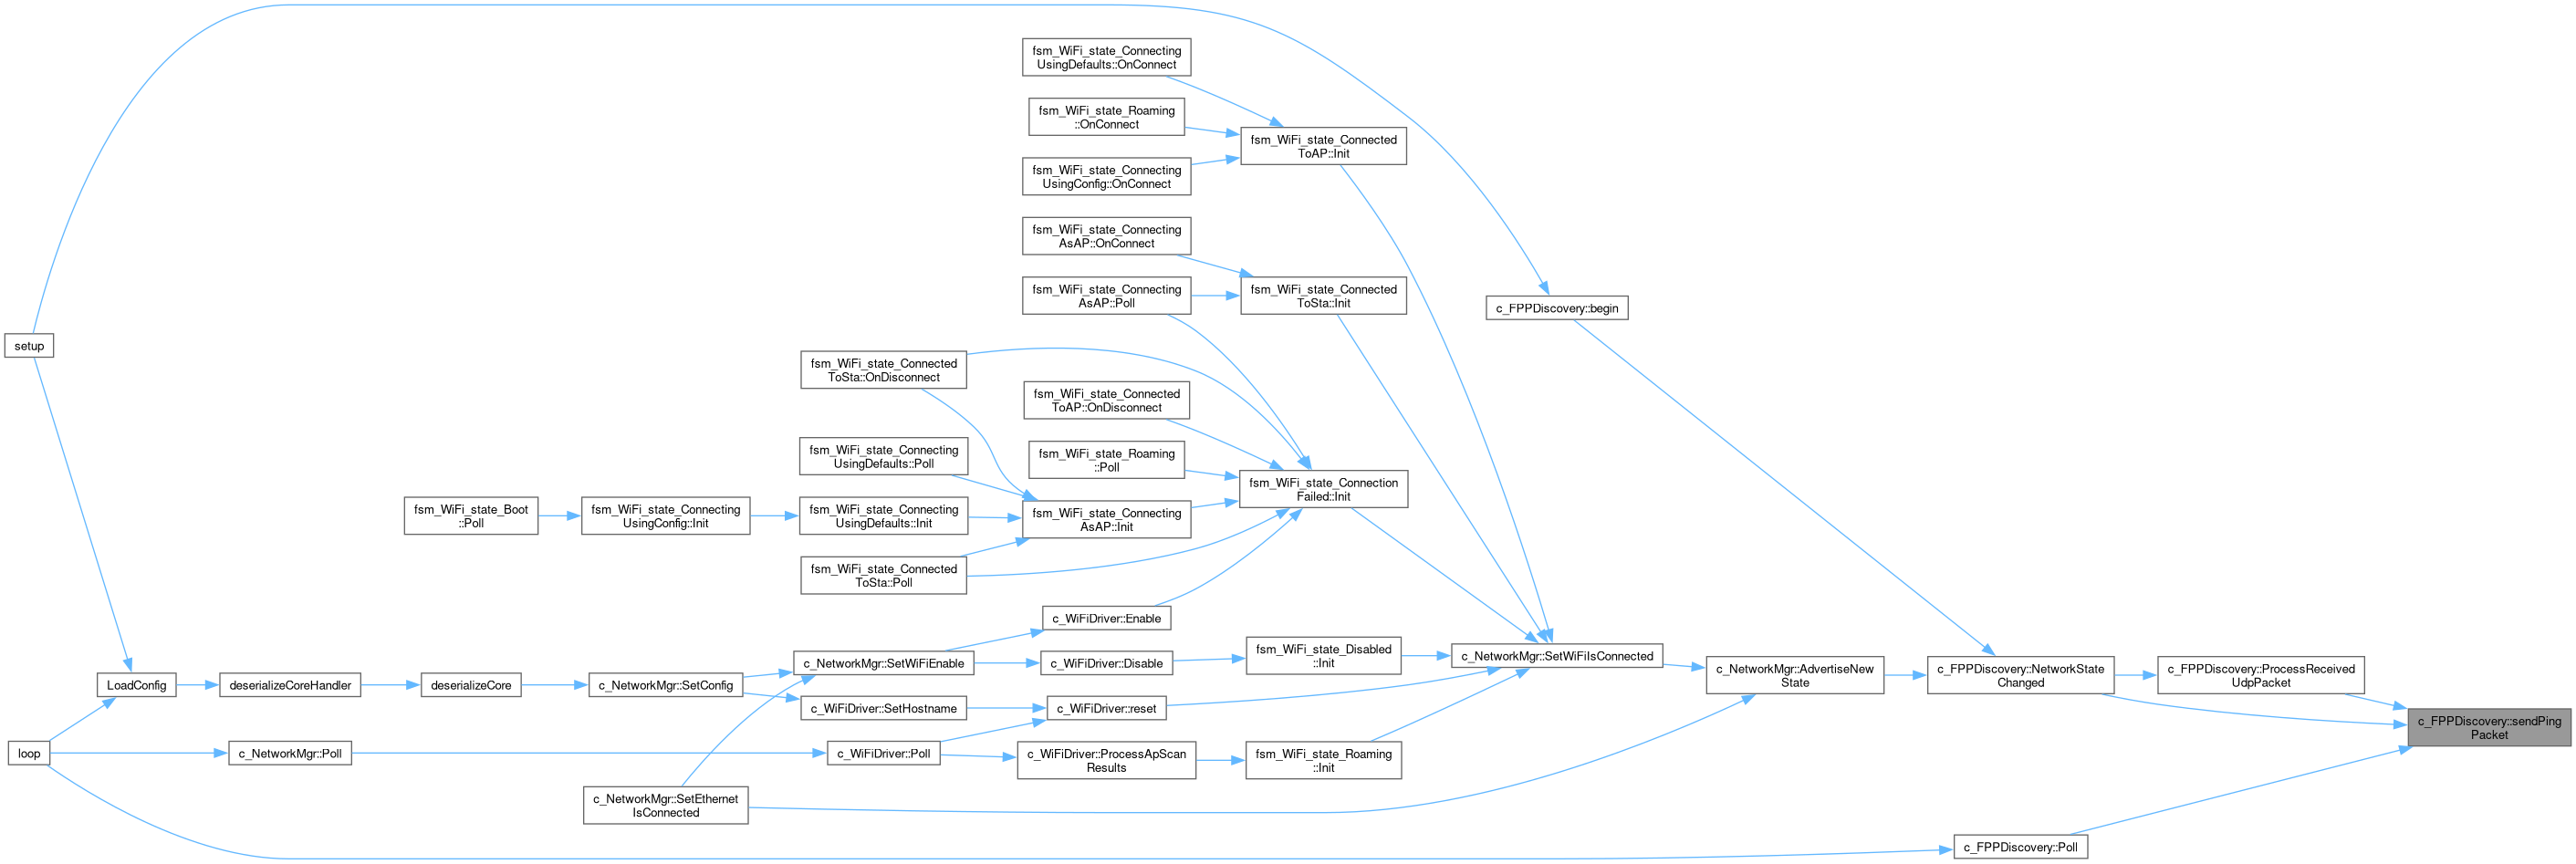 fsm_WiFi_state_Connecting
UsingDefaults::OnConnect
fsm_WiFi_state_Roaming
::OnConnect
fsm_WiFi_state_Connected
ToAP::Init
fsm_WiFi_state_Connecting
UsingConfig::OnConnect
fsm_WiFi_state_Connecting
AsAP::OnConnect
fsm_WiFi_state_Connecting
AsAP::Poll
fsm_WiFi_state_Connected
ToSta::Init
c_FPPDiscovery::begin
setup
fsm_WiFi_state_Connected
ToSta::OnDisconnect
fsm_WiFi_state_Connected
ToAP::OnDisconnect
fsm_WiFi_state_Connecting
UsingDefaults::Poll
fsm_WiFi_state_Roaming
::Poll
fsm_WiFi_state_Connection
Failed::Init
fsm_WiFi_state_Boot
::Poll
fsm_WiFi_state_Connecting
UsingConfig::Init
fsm_WiFi_state_Connecting
UsingDefaults::Init
fsm_WiFi_state_Connecting
AsAP::Init
fsm_WiFi_state_Connected
ToSta::Poll
c_WiFiDriver::Enable
c_NetworkMgr::SetWiFiEnable
c_WiFiDriver::Disable
fsm_WiFi_state_Disabled
::Init
c_NetworkMgr::SetWiFiIsConnected
LoadConfig
deserializeCoreHandler
deserializeCore
c_NetworkMgr::SetConfig
c_NetworkMgr::AdvertiseNew
State
c_FPPDiscovery::NetworkState
Changed
c_FPPDiscovery::ProcessReceived
UdpPacket
c_WiFiDriver::SetHostname
c_WiFiDriver::reset
c_FPPDiscovery::sendPing
Packet
loop
c_NetworkMgr::Poll
c_WiFiDriver::Poll
c_WiFiDriver::ProcessApScan
Results
fsm_WiFi_state_Roaming
::Init
c_NetworkMgr::SetEthernet
IsConnected
c_FPPDiscovery::Poll